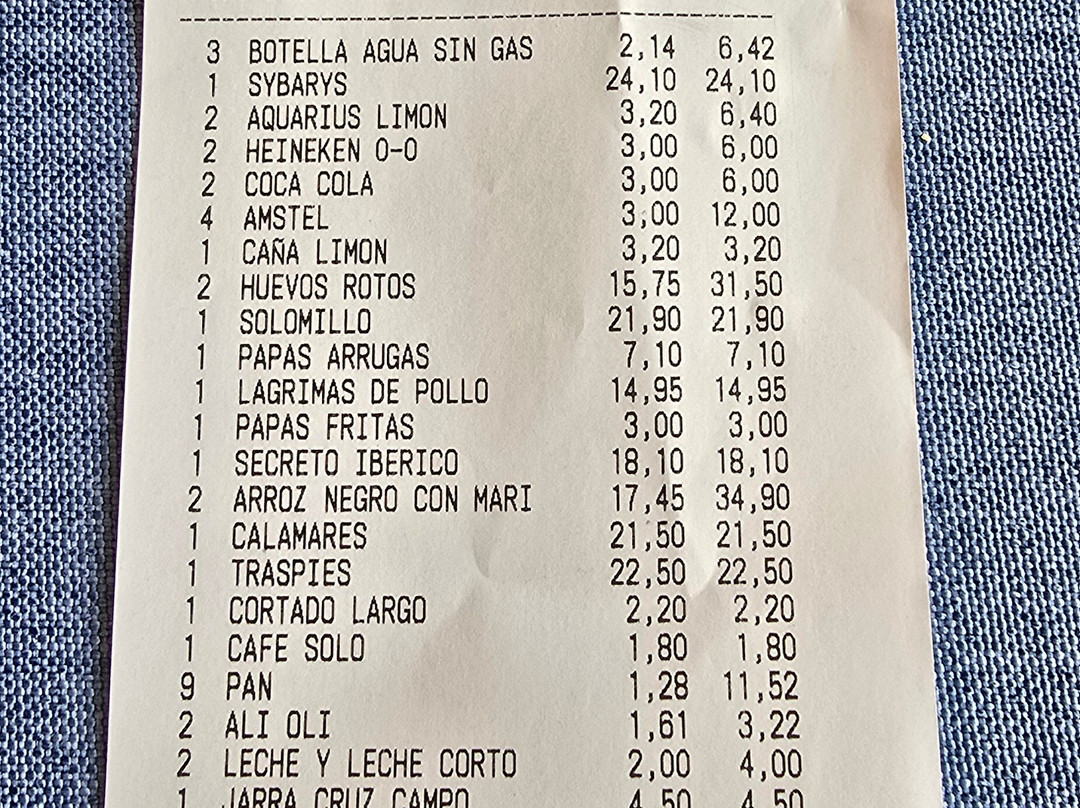 3 BOTELLA AGUA SIN GAS 2,14 6,42
1 SYBARYS 24,10 24,10
2 AQUARIUS LIMON 3,20 6,40
2 HEINEKEN 0-0 3,00 6,00
2 COCA COLA 3,00 6,00
4 AMSTEL 3,00 12,00
1 CAÑA LIMON 3,20 3,20
2 HUEVOS ROTOS 15,75 31,50
1 SOLOMILLO 21,90 21,90
1 PAPAS ARRUGAS 7,10 7,10
1 LAGRIMAS DE POLLO 14,95 14,95
1 PAPAS FRITAS 3,00 3,00
1 SECRETO IBERICO 18,10 18,10
2 ARROZ NEGRO CON MARI 17,45 34,90
1 CALAMARES 21,50 21,50
1 TRASPIES 22,50 22,50
1 CORTADO LARGO 2,20 2,20
1 CAFE SOLO 1,80 1,80
9 PAN 1,28 11,52
2 ALI OLI 1,61 3,22
2 LECHE Y LECHE CORTO 2,00 4,00
1 JARRA CRUZ CAMPO 4,50 4,50